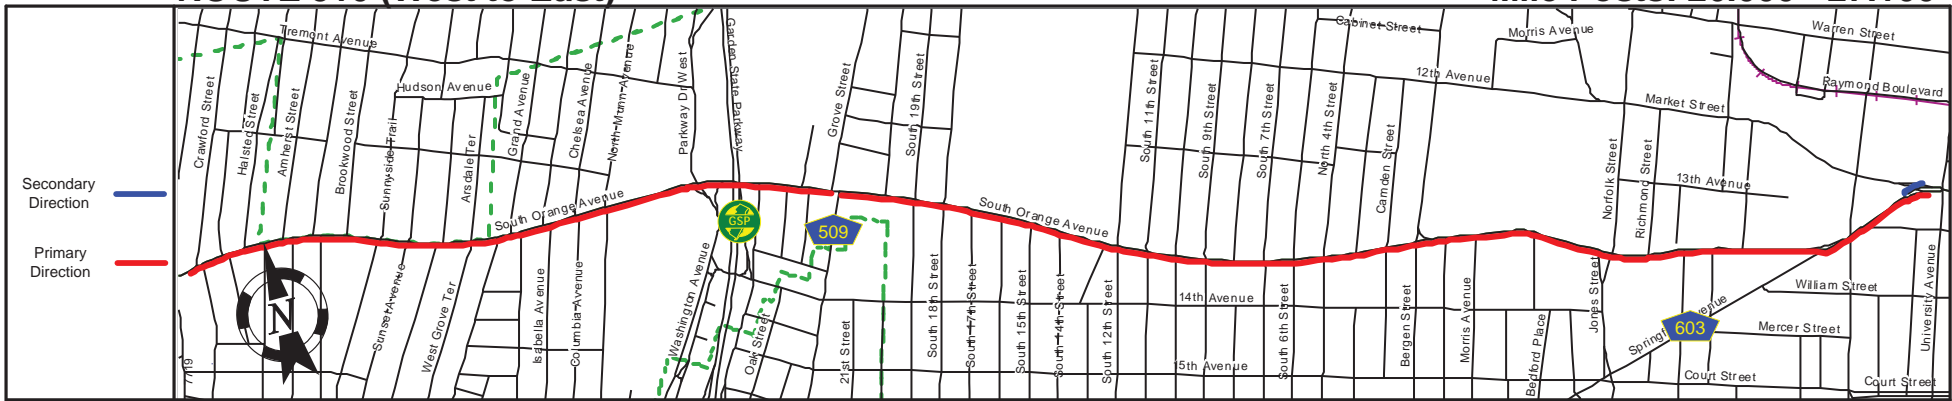 Secondary
Direction
Primary
Direction
Tremont Avenue
Hudson Avenue
Crawford Street
Halsted Street
Amherst Street
Brookwood Street
Sunnyside Trail
Arsdale Ter
Grand Avenue
Chelsea Avenue
North Munn Avenue
Parkway Dr West
Garden State Parkway
Grove Street
South 19th Street
South 11th Street
South 9th Street
South 7th Street
North 4th Street
Camden Street
Cabinet Street
12th Avenue
Morris Avenue
Market Street
Warren Street
Raymond Boulevard
Norfolk Street
Richmond Street
13th Avenue
South Orange Avenue
South Orange Avenue
GSP
509
603
N
Sunset Avenue
West Grove Ter
Isabella Avenue
Columbia Avenue
Washington Avenue
Oak Street
21st Street
South 18th Street
South 17th Street
South 15th Street
South 14th Street
South 12th Street
14th Avenue
15th Avenue
South 6th Street
Bergen Street
Morris Avenue
Bedford Place
Jones Street
William Street
Mercer Street
Court Street
Court Street
University Avenue